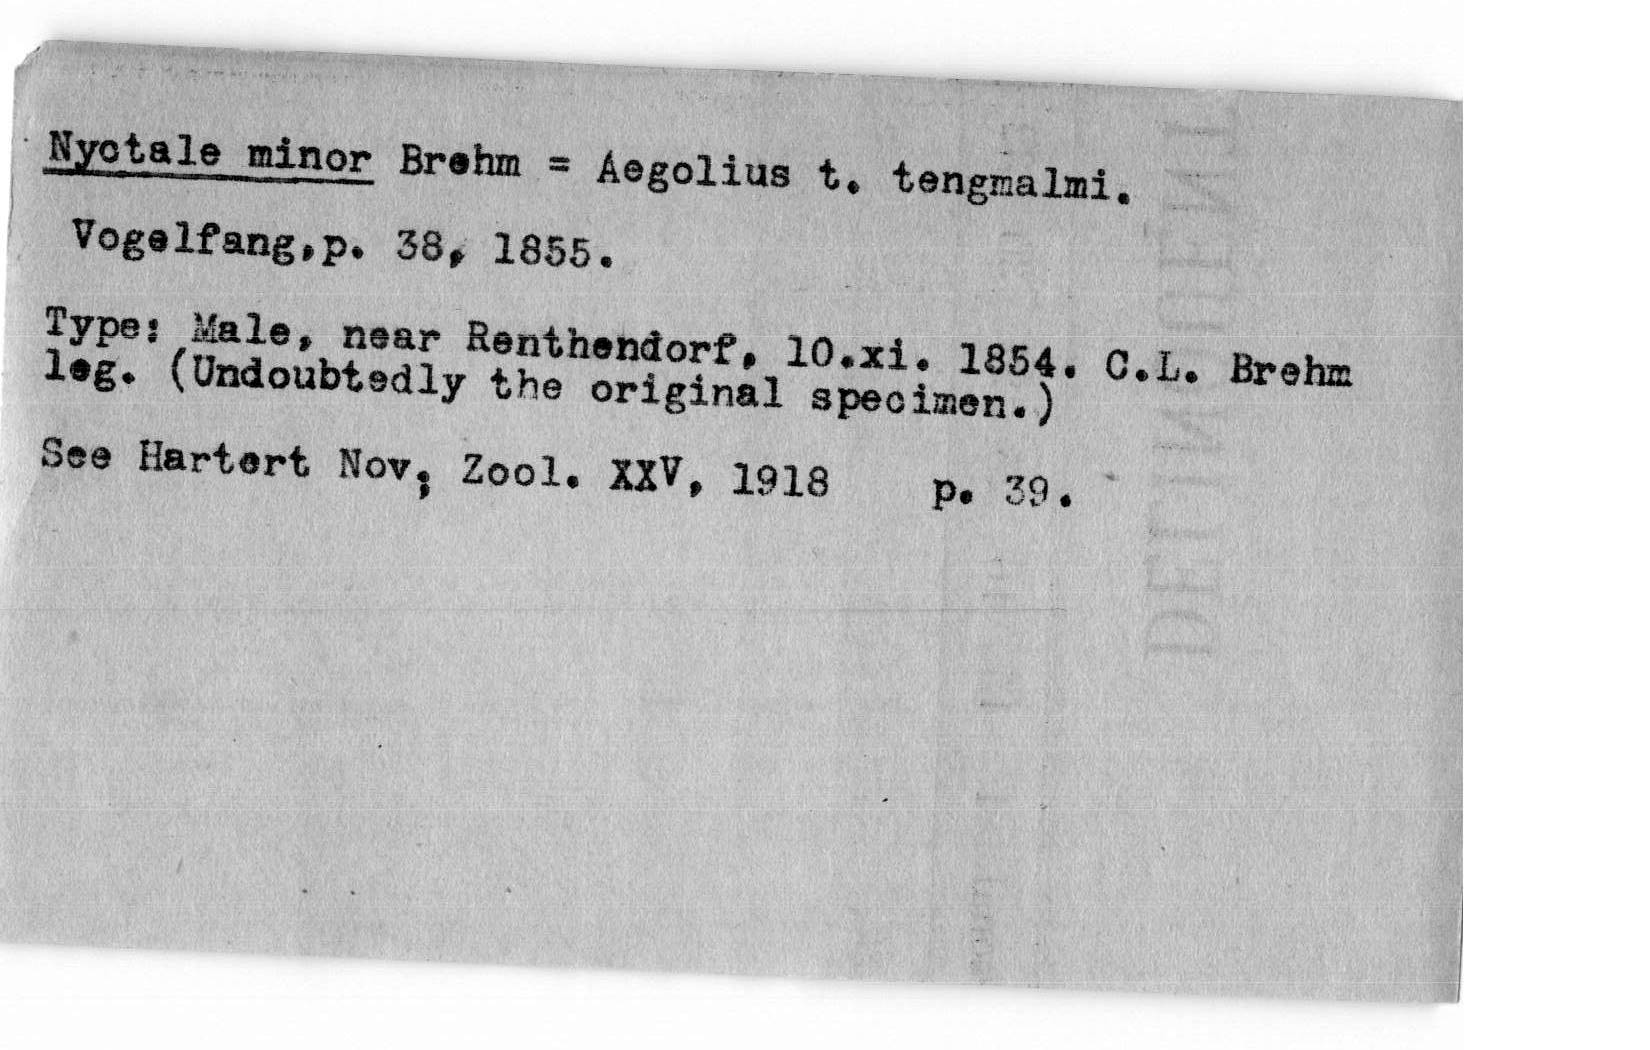 Nyctale minor Brehm = Aegolius t. tengmalmi.
Vogelfang,p. 38, 1855.
Type: Male, near Renthendorf, 10.xi. 1854. C.L. Brehm
leg. (Undoubtedly the original specimen.)
See Hartert Nov; Zool. XXV, 1918 p. 39.